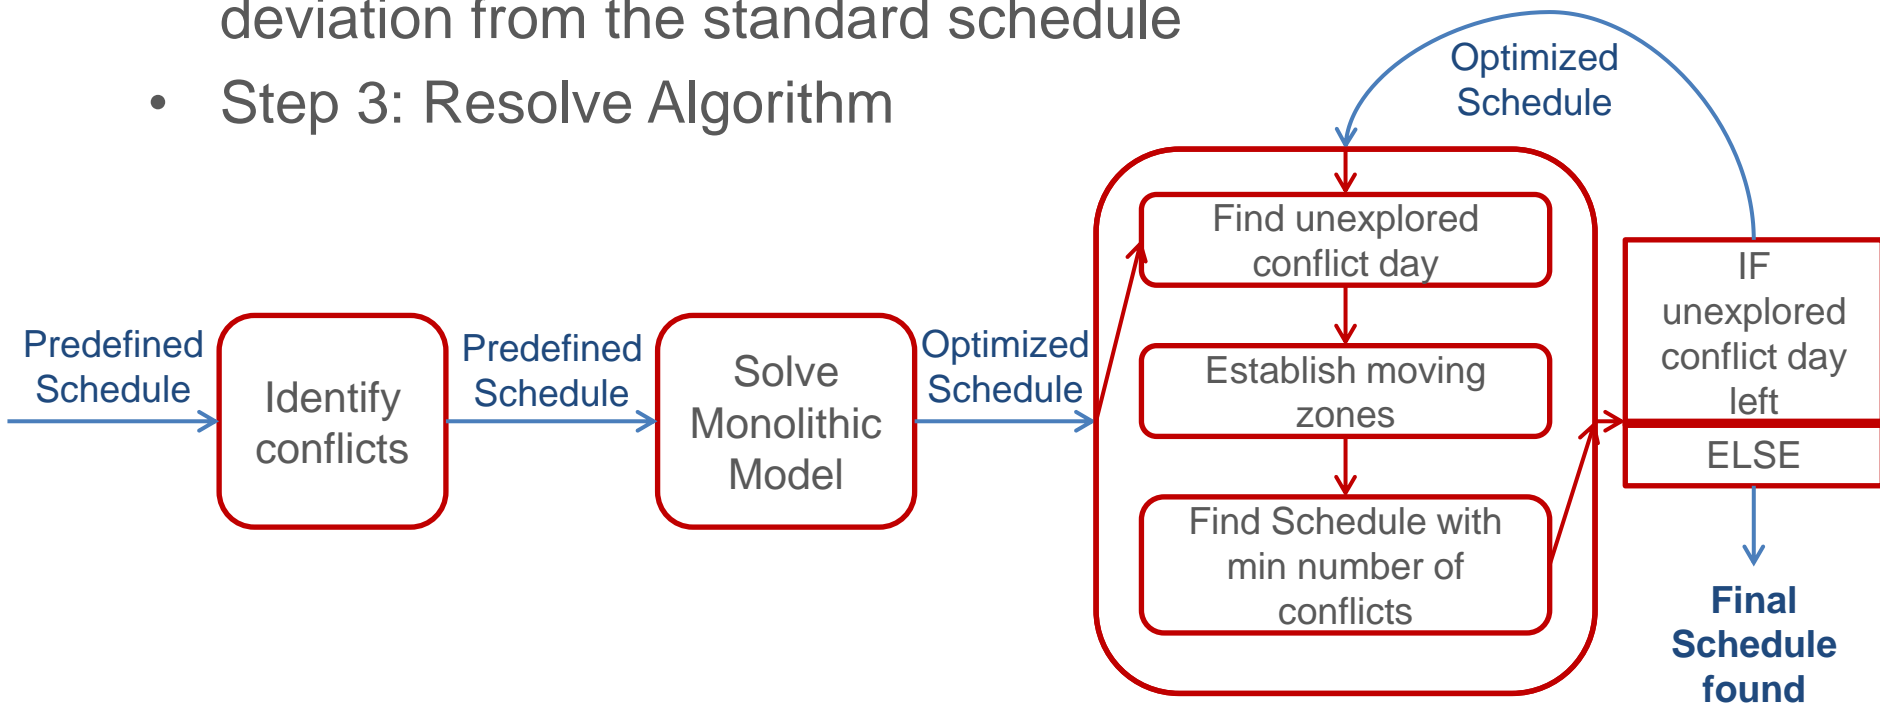 deviation from the standard schedule
• Step 3: Resolve Algorithm
Optimized
Schedule
Predefined
Schedule
Identify
conflicts
Predefined
Schedule
Solve
Monolithic
Model
Optimized
Schedule
Find unexplored
conflict day
Establish moving
zones
Find Schedule with
min number of
conflicts
IF
unexplored
conflict day
left
ELSE
Final
Schedule
found